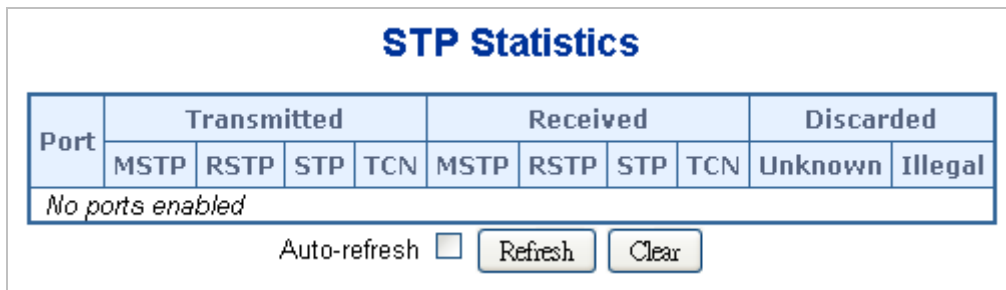 STP Statistics
Port Transmitted Received Discarded
MSTP RSTP STP TCN MSTP RSTP STP TCN Unknown Illegal
No ports enabled
Auto-refresh Refresh Clear